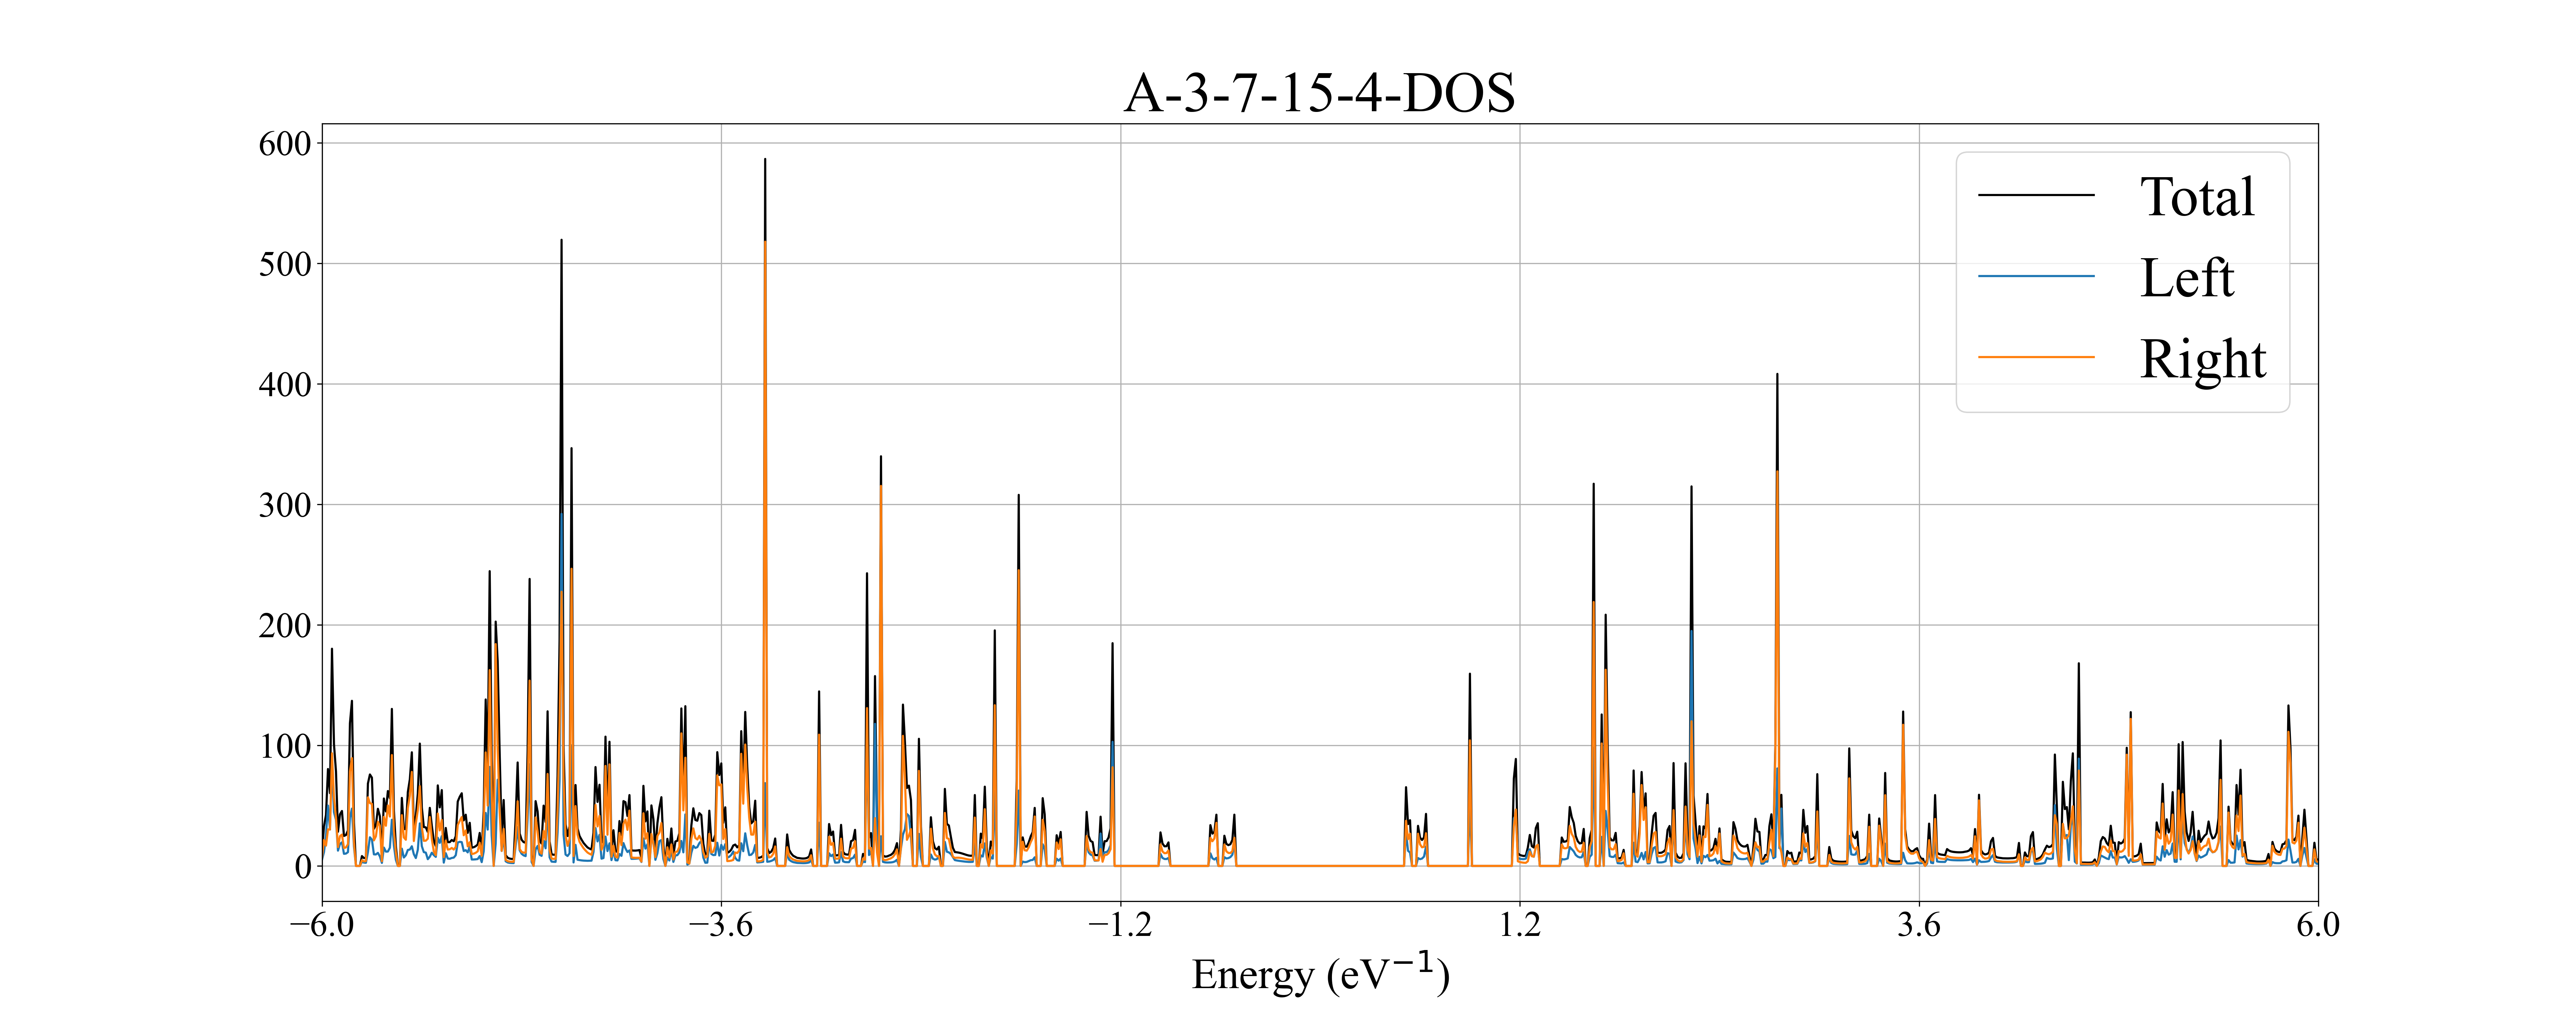 A-3-7-15-4-DOS
600
500
400
300
200
100
0
Total
Left
Right
−6.0 −3.6 −1.2 1.2 3.6 6.0
Energy (eV⁻¹)